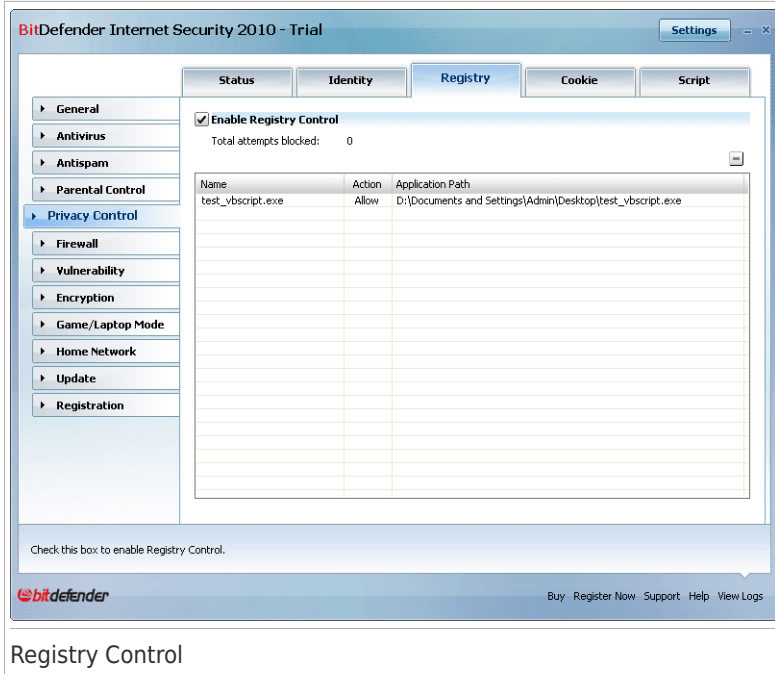 BitDefender Internet Security 2010 - Trial
Settings
Status Identity Registry Cookie Script
General
Antivirus
Antispam
Parental Control
Privacy Control
Firewall
Vulnerability
Encryption
Game/Laptop Mode
Home Network
Update
Registration
Enable Registry Control
Total attempts blocked: 0
Name Action Application Path
test_vbscript.exe Allow D:\Documents and Settings\Admin\Desktop\test_vbscript.exe
Check this box to enable Registry Control.
bitdefender
Buy Register Now Support Help View Logs
Registry Control